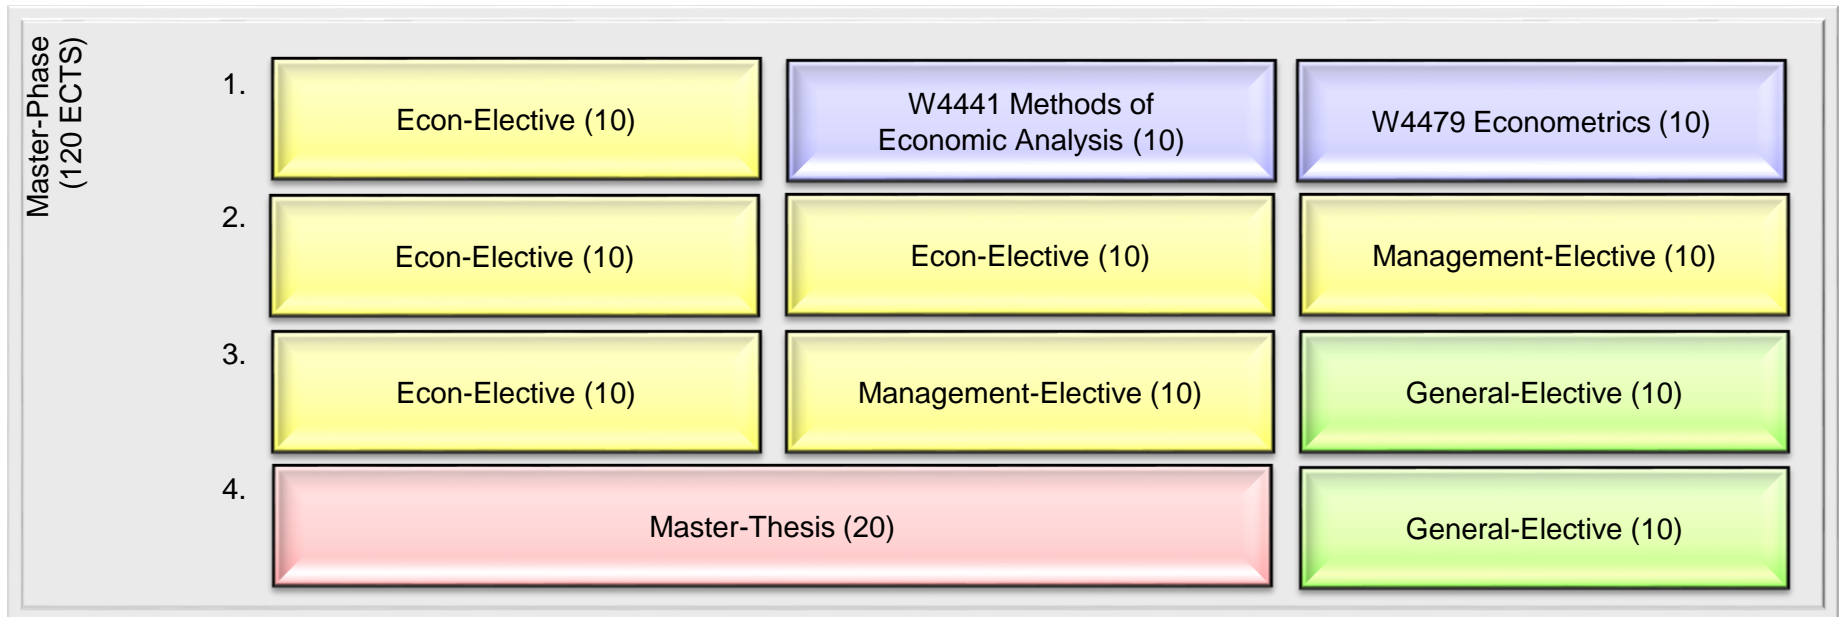 Master-Phase
(120 ECTS)
1.
Econ-Elective (10)
W4441 Methods of
Economic Analysis (10)
W4479 Econometrics (10)
2.
Econ-Elective (10)
Econ-Elective (10)
Management-Elective (10)
3.
Econ-Elective (10)
Management-Elective (10)
General-Elective (10)
4.
Master-Thesis (20)
General-Elective (10)